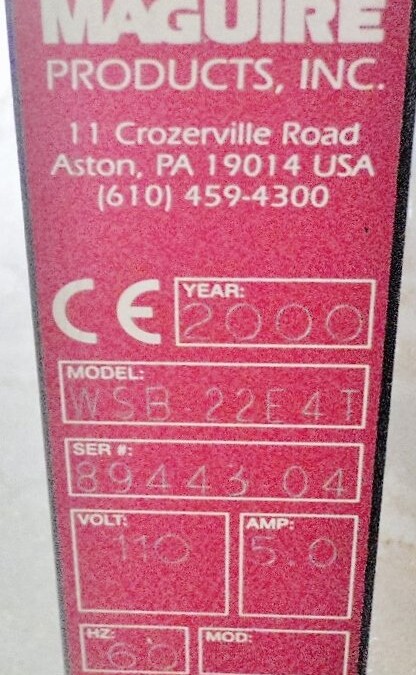 MAGUIRE
PRODUCTS, INC.
11 Crozerville Road
Aston, PA 19014 USA
(610) 459-4300
CE YEAR: 2000
MODEL:
WSB 22E4T
SER #:
89443 04
VOLT: AMP:
110 5.0
HZ: MOD:
60